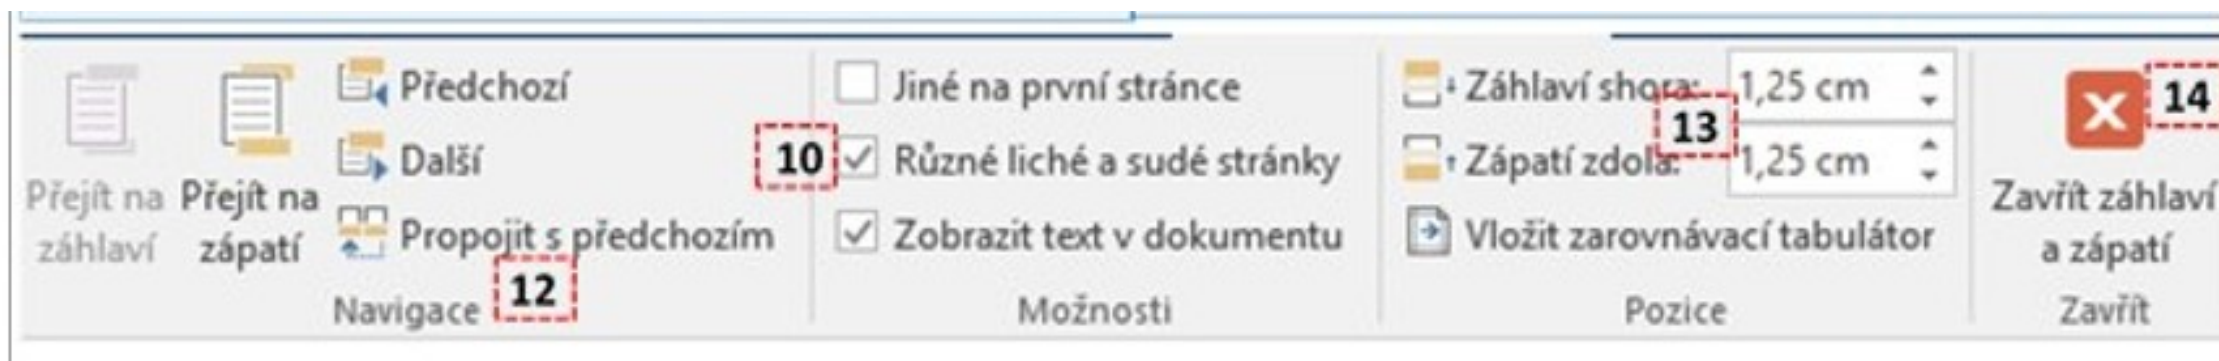 Přejít na záhlaví
Přejít na zápatí
Předchozí
Další
Propojit s předchozím
12
Navigace
10
Jiné na první stránce
Různé liché a sudé stránky
Zobrazit text v dokumentu
Možnosti
Záhlaví shora: 1,25 cm
13
Zápatí zdola: 1,25 cm
Vložit zarovnávací tabulátor
Pozice
14
Zavřít záhlaví
a zápatí
Zavřít